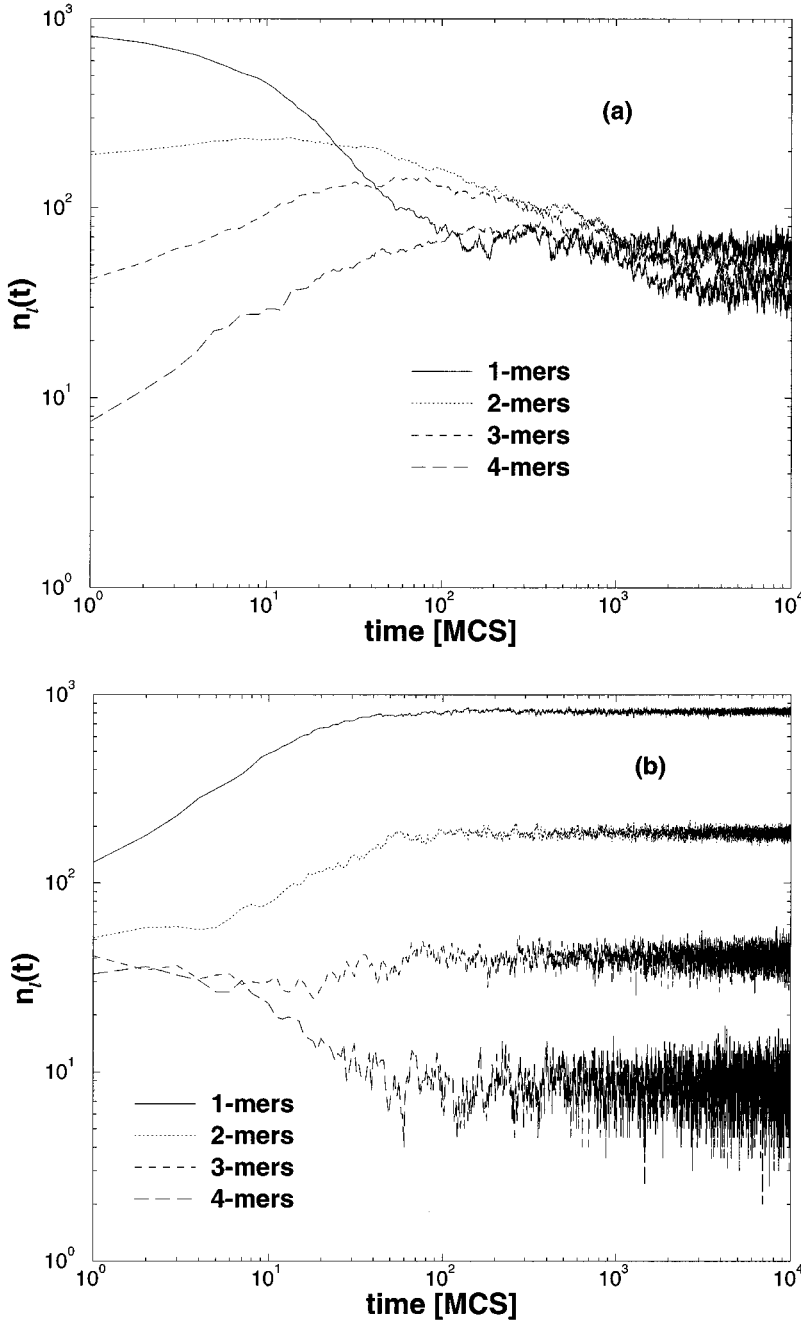 10³
(a)
10²
nₗ(t)
10¹
1-mers
2-mers
3-mers
4-mers
10⁰
10⁰ 10¹ 10² 10³ 10⁴
time [MCS]
10³
(b)
10²
nₗ(t)
10¹
1-mers
2-mers
3-mers
4-mers
10⁰
10⁰ 10¹ 10² 10³ 10⁴
time [MCS]